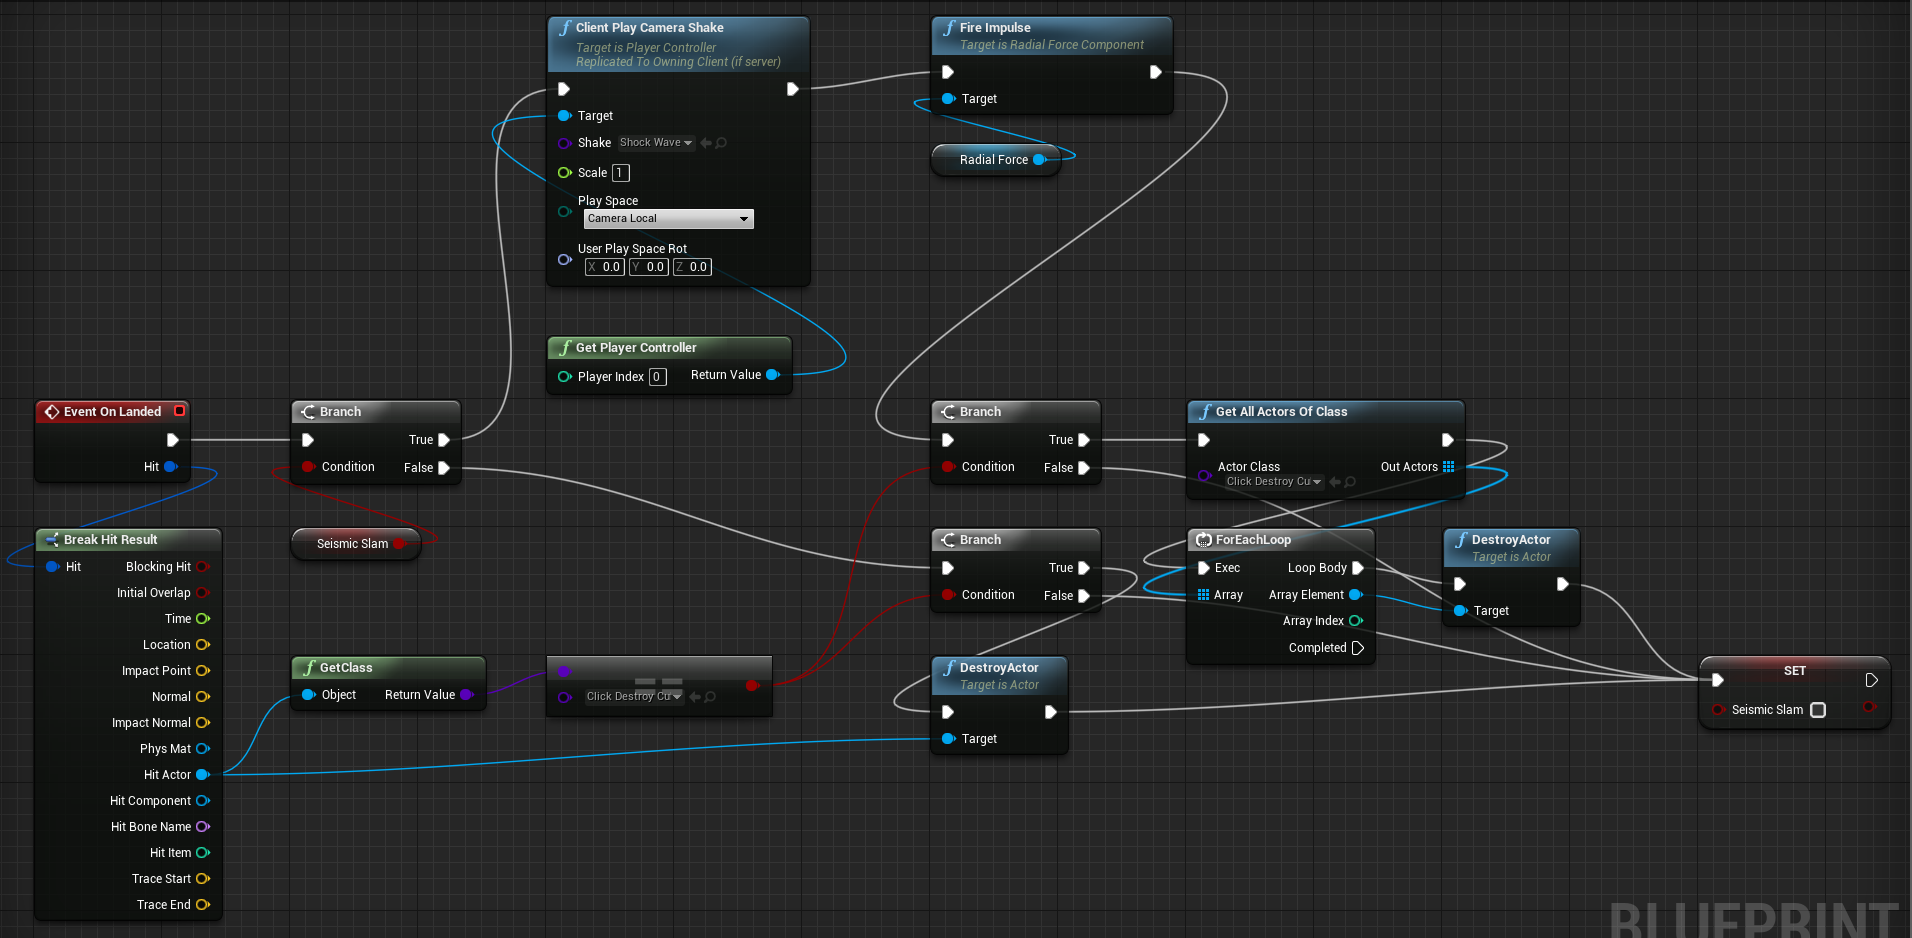 Client Play Camera Shake
Target is Player Controller
Replicated To Owning Client (if server)
Target
Shake Shock Wave
Scale 1
Play Space
Camera Local
User Play Space Rot
X 0.0 Y 0.0 Z 0.0
Fire Impulse
Target is Radial Force Component
Target
Radial Force
Get Player Controller
Player Index 0 Return Value
Event On Landed
Hit
Branch
True
Condition False
Seismic Slam
Branch
True
Condition False
Get All Actors Of Class
Actor Class Out Actors
Click Destroy Cu
Break Hit Result
Hit Blocking Hit
Initial Overlap
Time
Location
Impact Point
Normal
Impact Normal
Phys Mat
Hit Actor
Hit Component
Hit Bone Name
Hit Item
Trace Start
Trace End
GetClass
Object Return Value
==
Click Destroy Cu
Branch
True
Condition False
ForEachLoop
Exec Loop Body
Array Array Element
Array Index
Completed
DestroyActor
Target is Actor
Target
DestroyActor
Target is Actor
Target
SET
Seismic Slam
BLUEPRINT